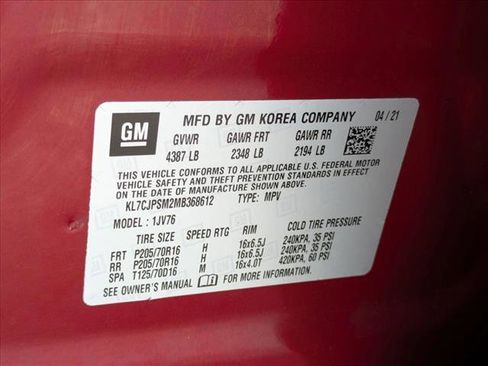 GM
MFD BY GM KOREA COMPANY 04 / 21
GVWR GAWR FRT GAWR RR
4387 LB 2348 LB 2194 LB
THIS VEHICLE CONFORMS TO ALL APPLICABLE U.S. FEDERAL MOTOR
VEHICLE SAFETY, BUMPER, AND THEFT PREVENTION STANDARDS IN EFFECT
ON THE DATE OF MANUFACTURE SHOWN ABOVE.
KL7CJPSM2MB368612 TYPE: MPV
MODEL: 1JV76
TIRE SIZE SPEED RTG RIM COLD TIRE PRESSURE
FRT P205/70R16 H 16x6.5J 240KPA, 35 PSI
RR P205/70R16 H 16x6.5J 240KPA, 35 PSI
SPA T125/70D16 M 16x4.0T 420KPA, 60 PSI
SEE OWNER'S MANUAL FOR MORE INFORMATION.